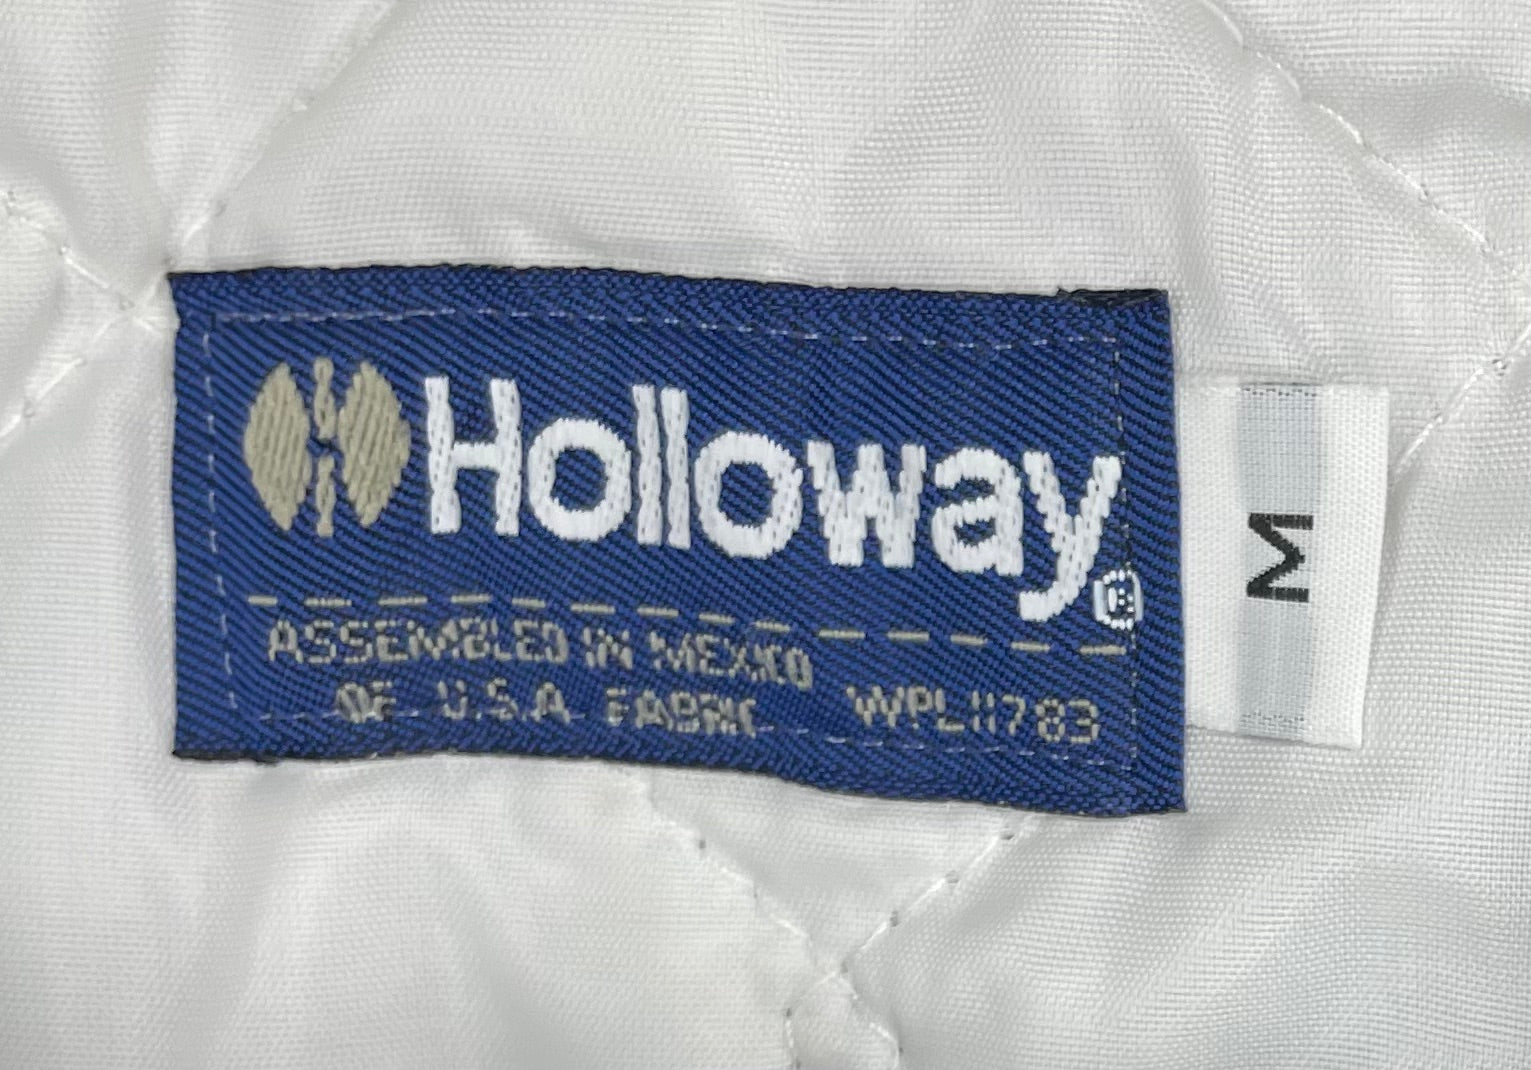 Holloway®
ASSEMBLED IN MEXICO
OF U.S.A FABRIC WPL11783
M